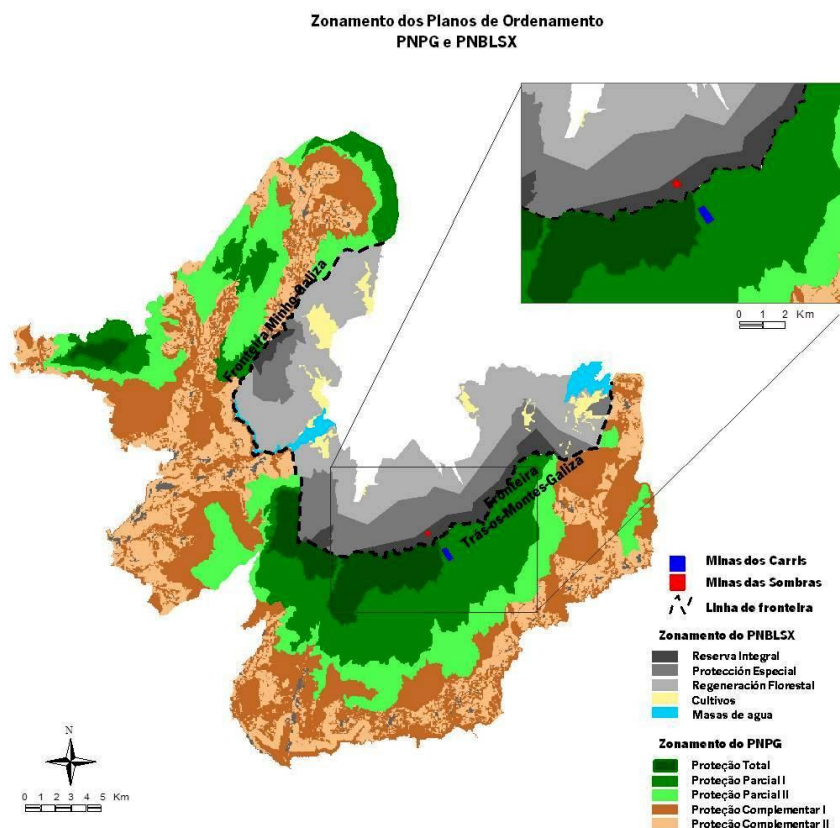 Zonamento dos Planos de Ordenamento
PNPG e PNBLSX
0 1 2 Km
Fronteira Minho-Galiza
Fronteira
Trás-os-Montes-Galiza
Minas dos Carris
Minas das Sombras
Linha de fronteira
Zonamento do PNBLSX
Reserva Integral
Protección Especial
Regeneración Florestal
Cultivos
Masas de agua
N
0 1 2 3 4 5 Km
Zonamento do PNPG
Proteção Total
Proteção Parcial I
Proteção Parcial II
Proteção Complementar I
Proteção Complementar II